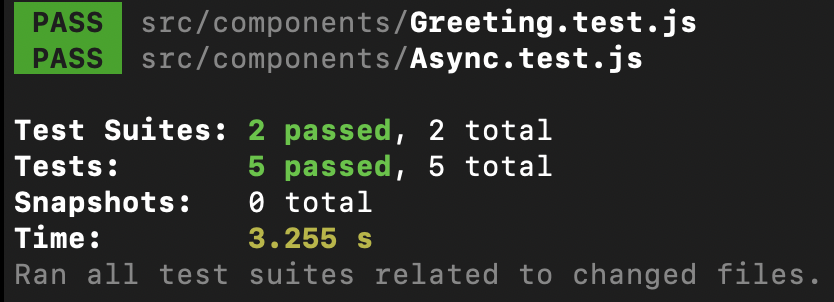 PASS src/components/Greeting.test.js
PASS src/components/Async.test.js
Test Suites: 2 passed, 2 total
Tests: 5 passed, 5 total
Snapshots: 0 total
Time: 3.255 s
Ran all test suites related to changed files.